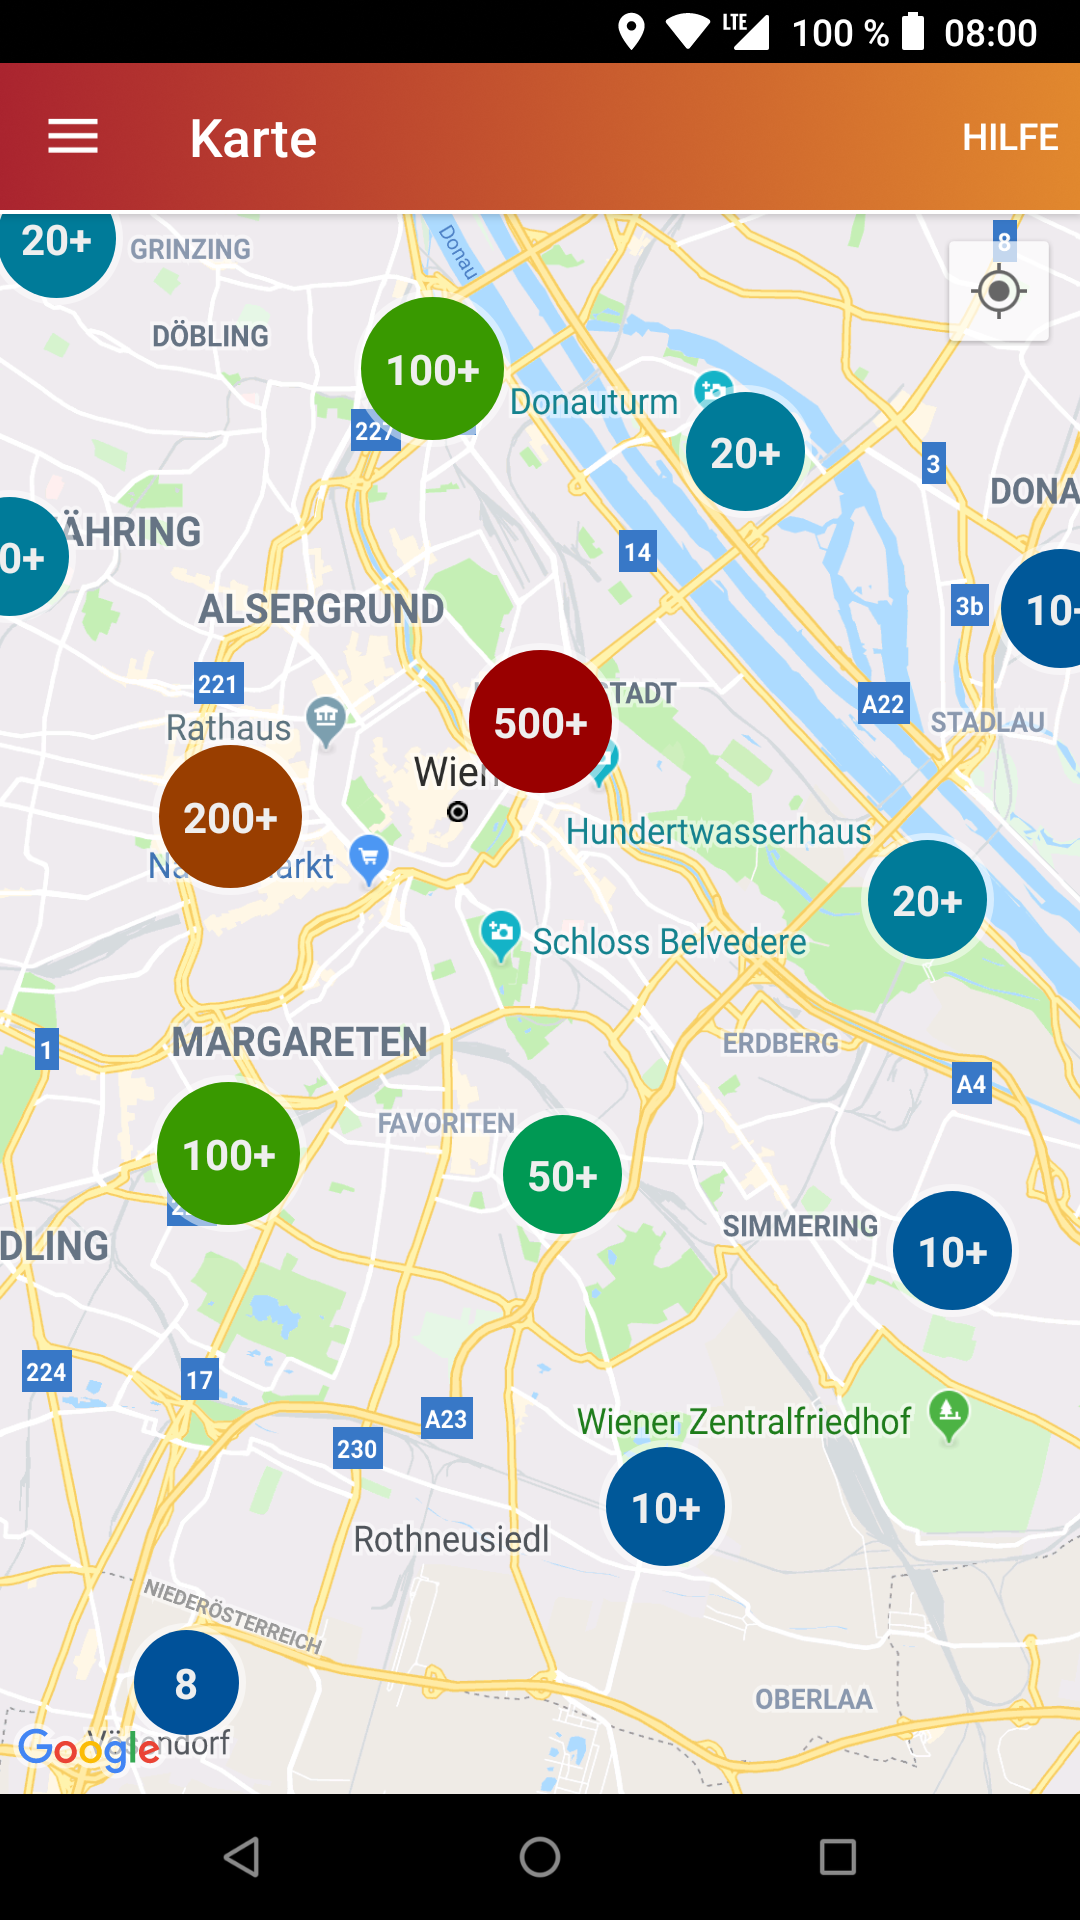 LTE 100 % 08:00
Karte
HILFE
20+
GRINZING
Donau
8
DÖBLING
100+
Donauturm
227
20+
3
DONA
ÄHRING
0+
14
ALSERGRUND
3b
10+
221
STADT
A22
Rathaus
500+
STADLAU
Wien
200+
Hundertwasserhaus
Na arkt
20+
Schloss Belvedere
1
MARGARETEN
ERDBERG
A4
FAVORITEN
100+
50+
SIMMERING
DLING
10+
224
17
A23
Wiener Zentralfriedhof
230
10+
Rothneusiedl
NIEDERÖSTERREICH
8
OBERLAA
Vösendorf
Google